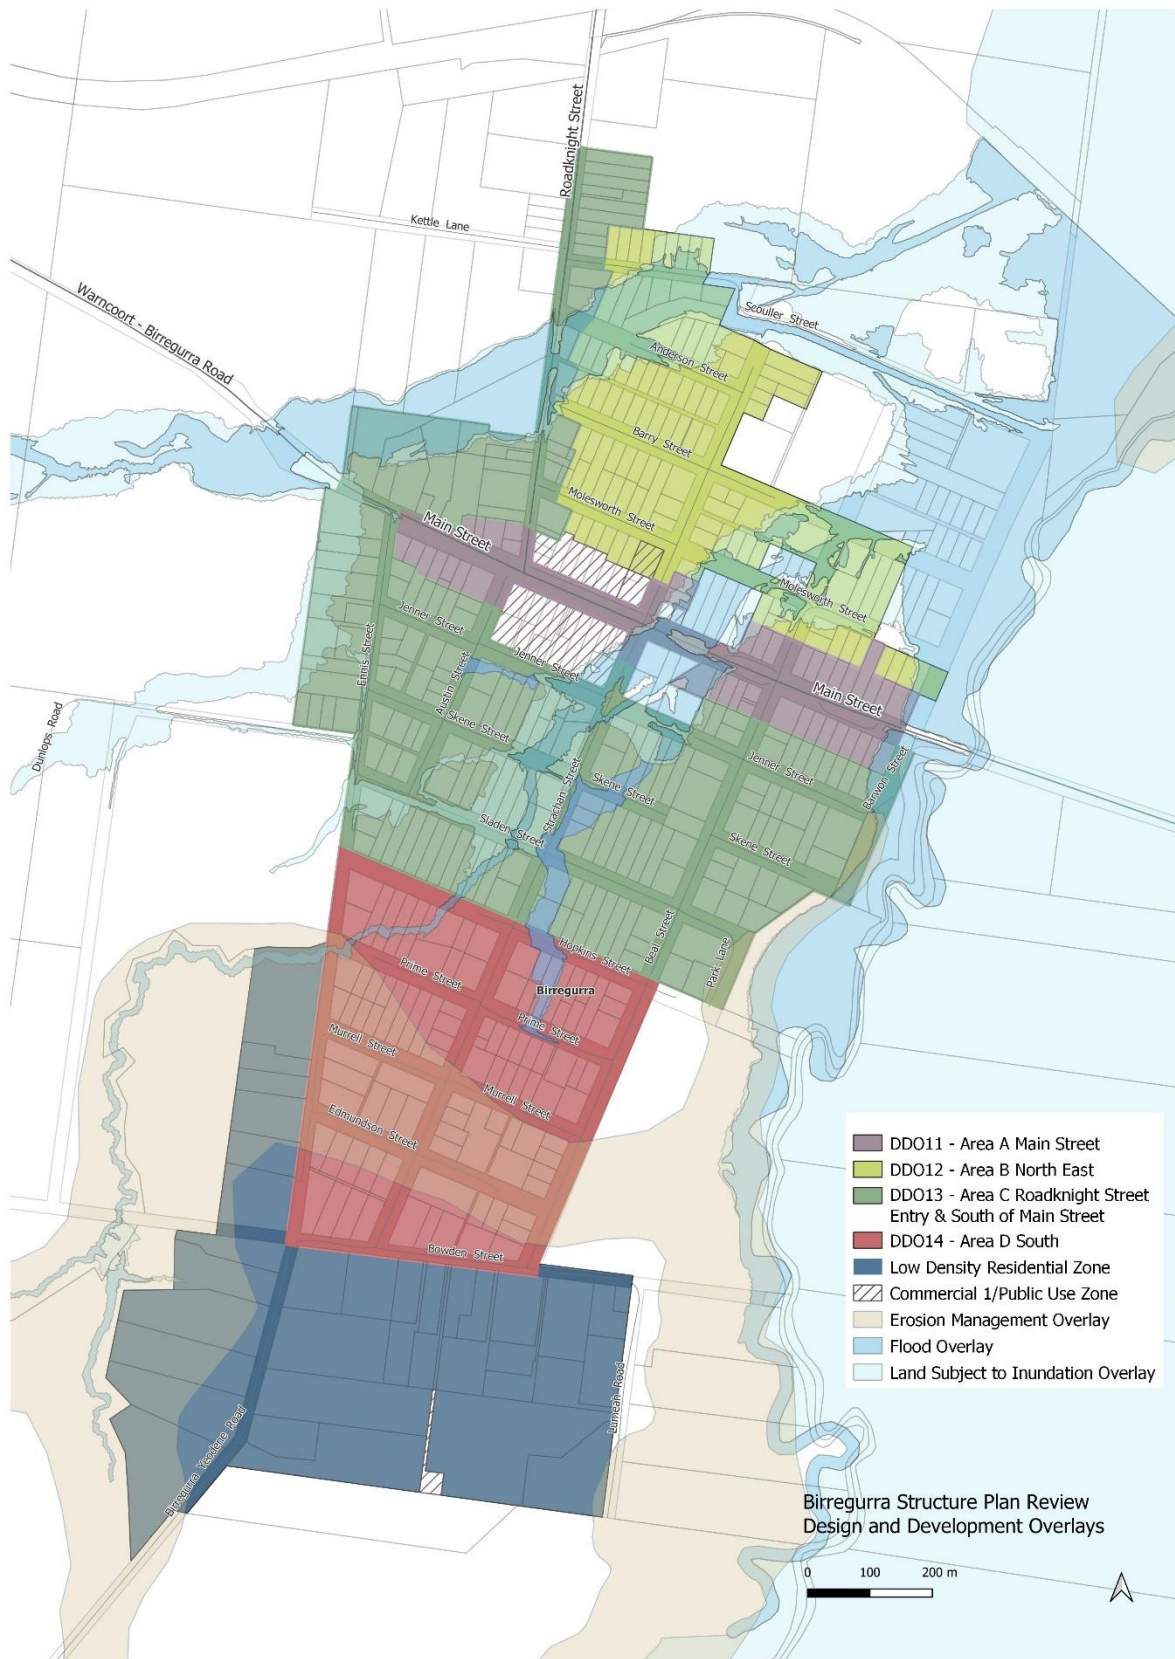 Roadknight Street
Kettle Lane
Warncoort - Birregurra Road
Scouller Street
Anderson Street
Barry Street
Molesworth Street
Main Street
Molesworth Street
Jenner Street
Jenner Street
Ennis Street
Austin Street
Main Street
Skene Street
Dunlops Road
Jenner Street
Barwon Street
Skene Street
Strachan Street
Sladen Street
Skene Street
Hopkins Street
Beal Street
Park Lane
Prime Street
Birregurra
Prime Street
Murrell Street
Murrell Street
Edmundson Street
Bowden Street
Lumeah Road
Birregurra Yeodene Road
DDO11 - Area A Main Street
DDO12 - Area B North East
DDO13 - Area C Roadknight Street
Entry & South of Main Street
DDO14 - Area D South
Low Density Residential Zone
Commercial 1/Public Use Zone
Erosion Management Overlay
Flood Overlay
Land Subject to Inundation Overlay
Birregurra Structure Plan Review
Design and Development Overlays
0 100 200 m